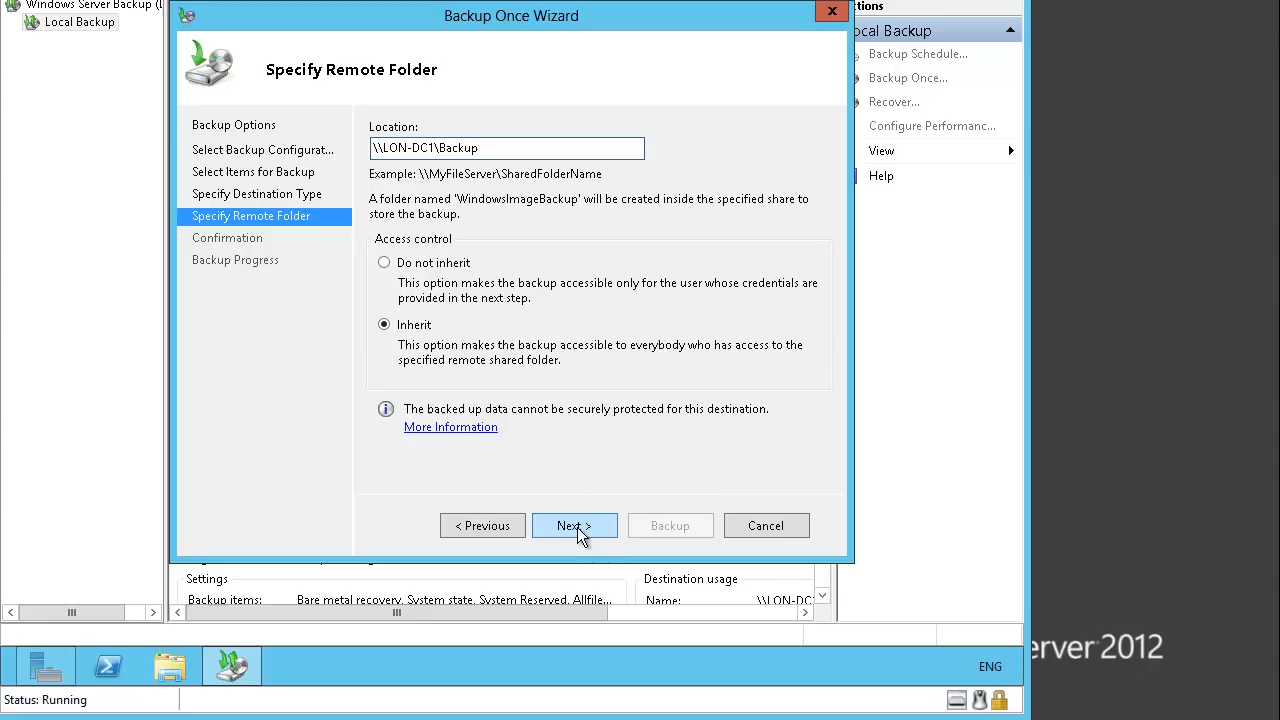 Windows Server Backup (L
Local Backup
Backup Once Wizard
x
Specify Remote Folder
Backup Options
Select Backup Configurat...
Select Items for Backup
Specify Destination Type
Specify Remote Folder
Confirmation
Backup Progress
Location:
\\LON-DC1\Backup
Example: \\MyFileServer\SharedFolderName
A folder named 'WindowsImageBackup' will be created inside the specified share to
store the backup.
Access control
Do not inherit
This option makes the backup accessible only for the user whose credentials are
provided in the next step.
Inherit
This option makes the backup accessible to everybody who has access to the
specified remote shared folder.
The backed up data cannot be securely protected for this destination.
More Information
< Previous
Next >
Backup
Cancel
ctions
ocal Backup
Backup Schedule...
Backup Once...
Recover...
Configure Performanc...
View
Help
Settings
Backup items: Bare metal recovery, System state, System Reserved, Allfile...
Destination usage
Name: \\LON-DC
ENG
erver 2012
Status: Running